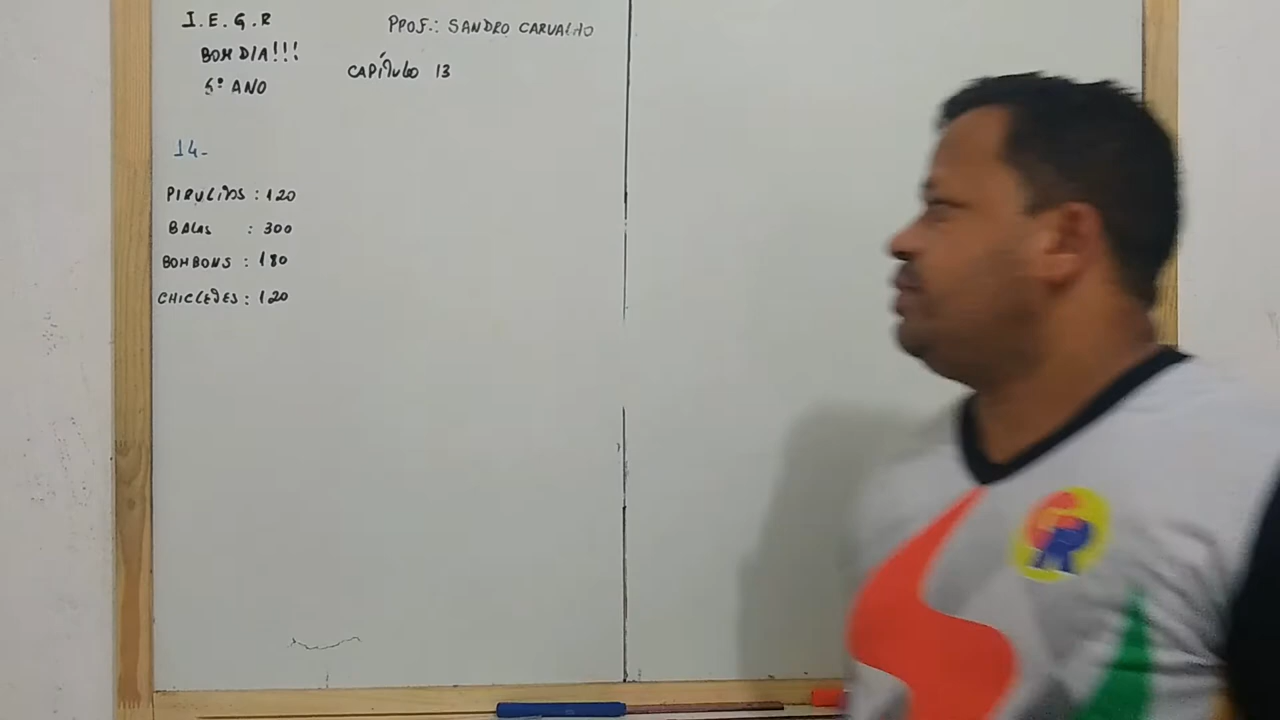 I.E.G.R
PROF.: SANDRO CARVALHO
BOM DIA!!!
CAPÍTULO 13
5º ANO
14-
PIRULITOS : 120
BALAS : 300
BOMBONS : 180
CHICLETES : 120